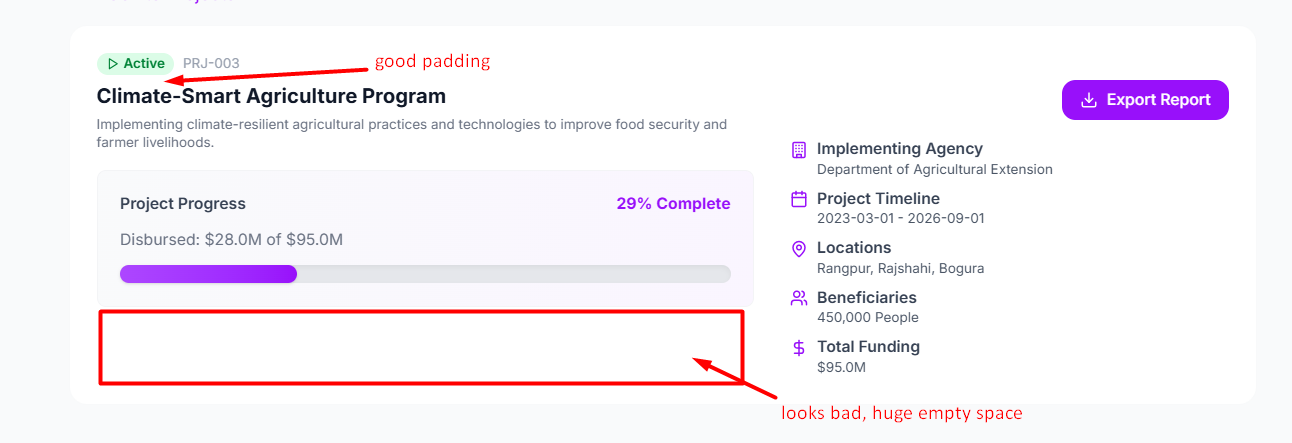 Active PRJ-003
good padding
Climate-Smart Agriculture Program
Export Report
Implementing climate-resilient agricultural practices and technologies to improve food security and
farmer livelihoods.
Project Progress 29% Complete
Disbursed: $28.0M of $95.0M
Implementing Agency
Department of Agricultural Extension
Project Timeline
2023-03-01 - 2026-09-01
Locations
Rangpur, Rajshahi, Bogura
Beneficiaries
450,000 People
Total Funding
$95.0M
looks bad, huge empty space